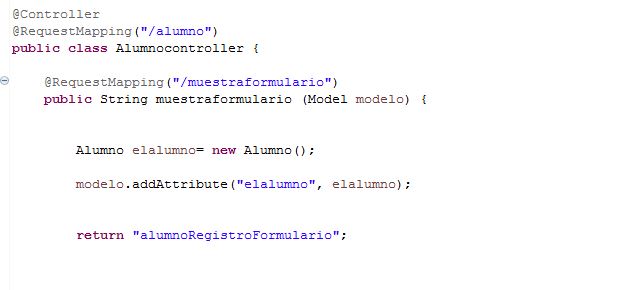 @Controller
@RequestMapping("/alumno")
public class Alumnocontroller {
@RequestMapping("/muestraformulario")
public String muestraformulario (Model modelo) {
Alumno elalumno= new Alumno();
modelo.addAttribute("elalumno", elalumno);
return "alumnoRegistroFormulario";